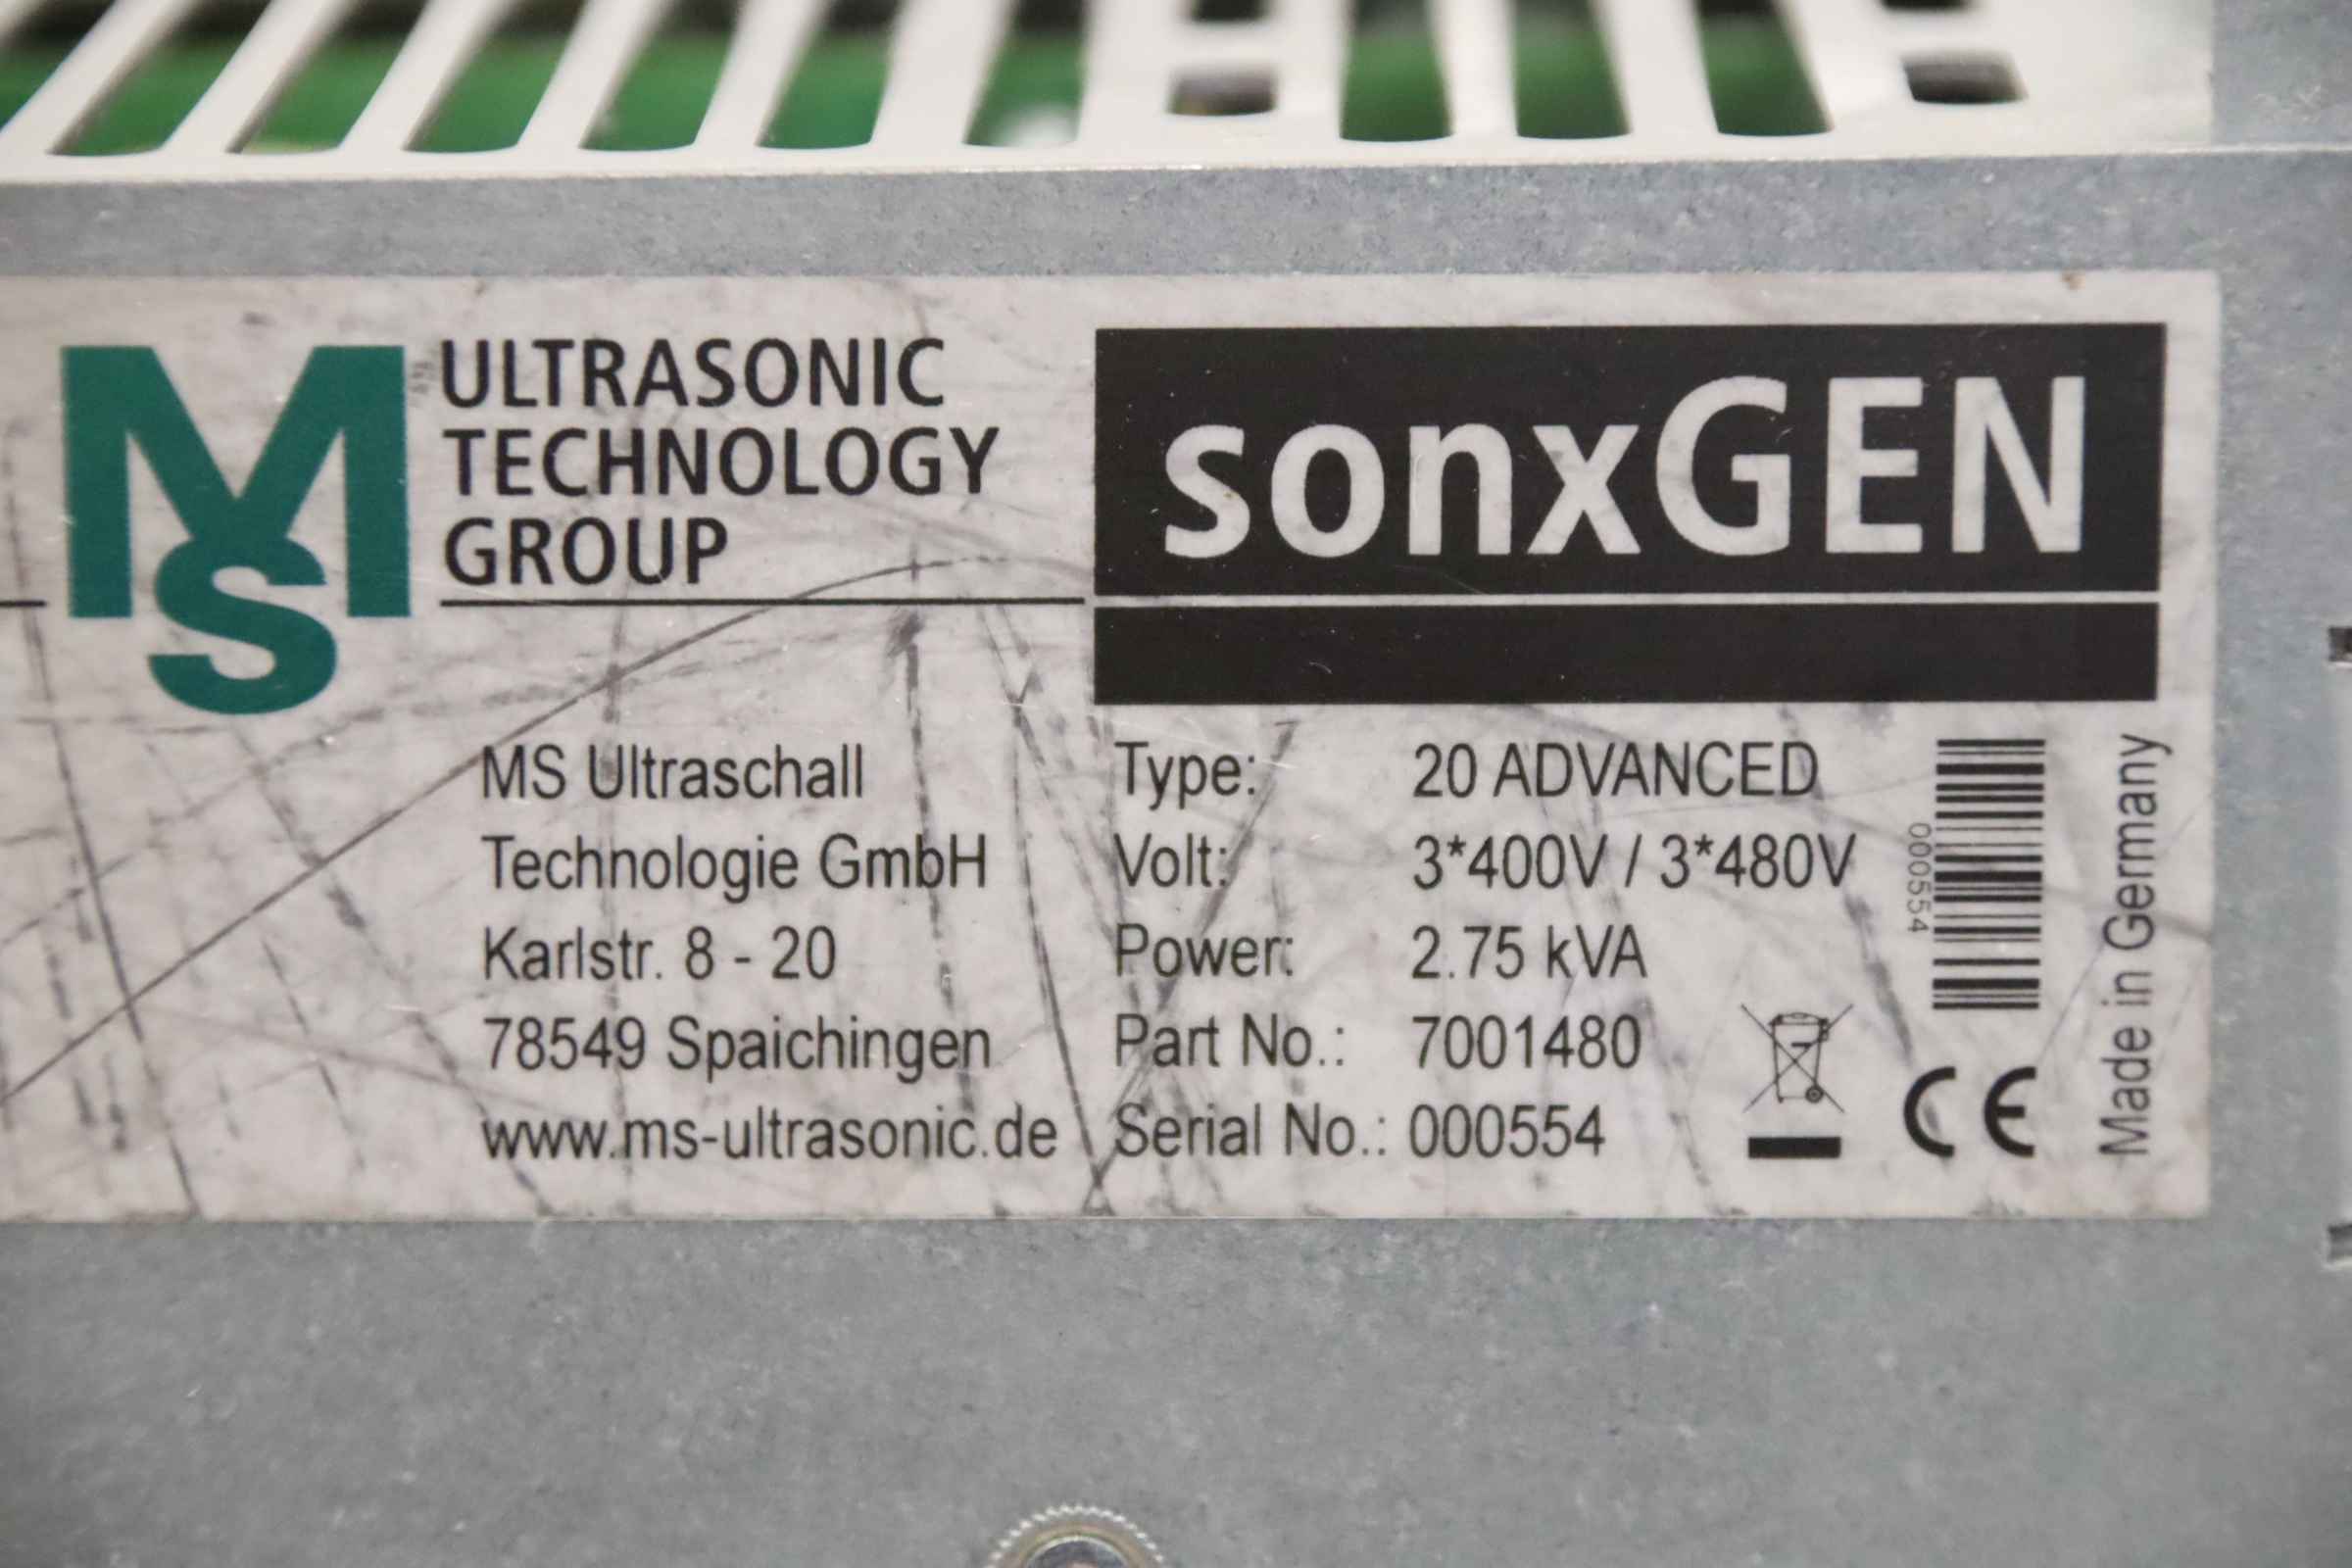 MS
ULTRASONIC
TECHNOLOGY
GROUP
sonxGEN
MS Ultraschall
Technologie GmbH
Karlstr. 8 - 20
78549 Spaichingen
www.ms-ultrasonic.de
Type: 20 ADVANCED
Volt: 3*400V / 3*480V
Power: 2.75 kVA
Part No.: 7001480
Serial No.: 000554
000554
CE
Made in Germany